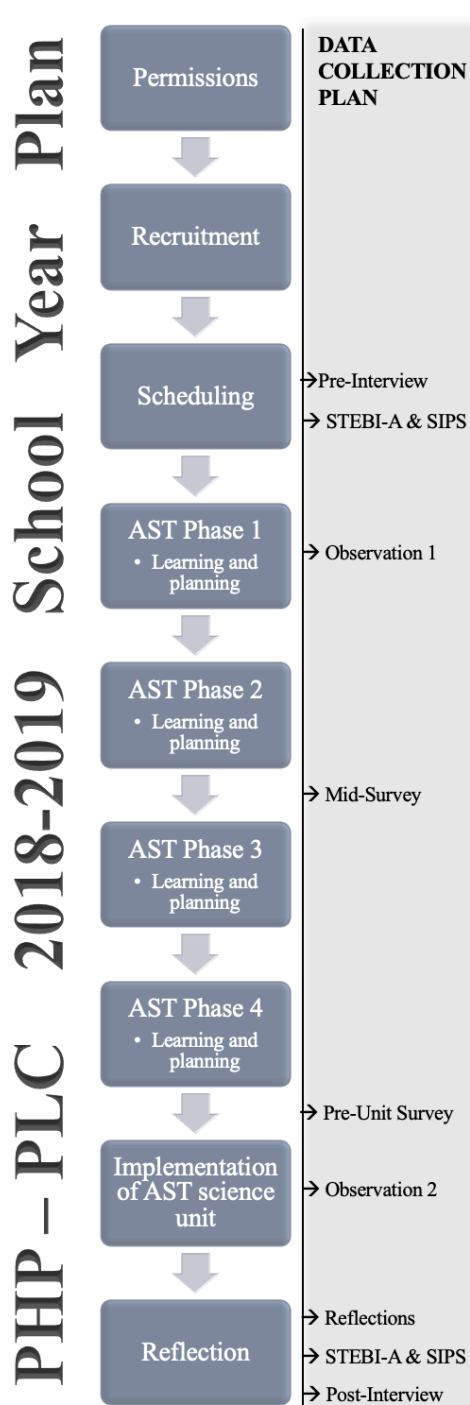 PHP – PLC 2018-2019 School Year Plan
DATA
COLLECTION
PLAN
Permissions
Recruitment
Scheduling
→Pre-Interview
→ STEBI-A & SIPS
AST Phase 1
• Learning and
planning
→ Observation 1
AST Phase 2
• Learning and
planning
→ Mid-Survey
AST Phase 3
• Learning and
planning
AST Phase 4
• Learning and
planning
→ Pre-Unit Survey
Implementation
of AST science
unit
→ Observation 2
Reflection
→ Reflections
→ STEBI-A & SIPS
→ Post-Interview